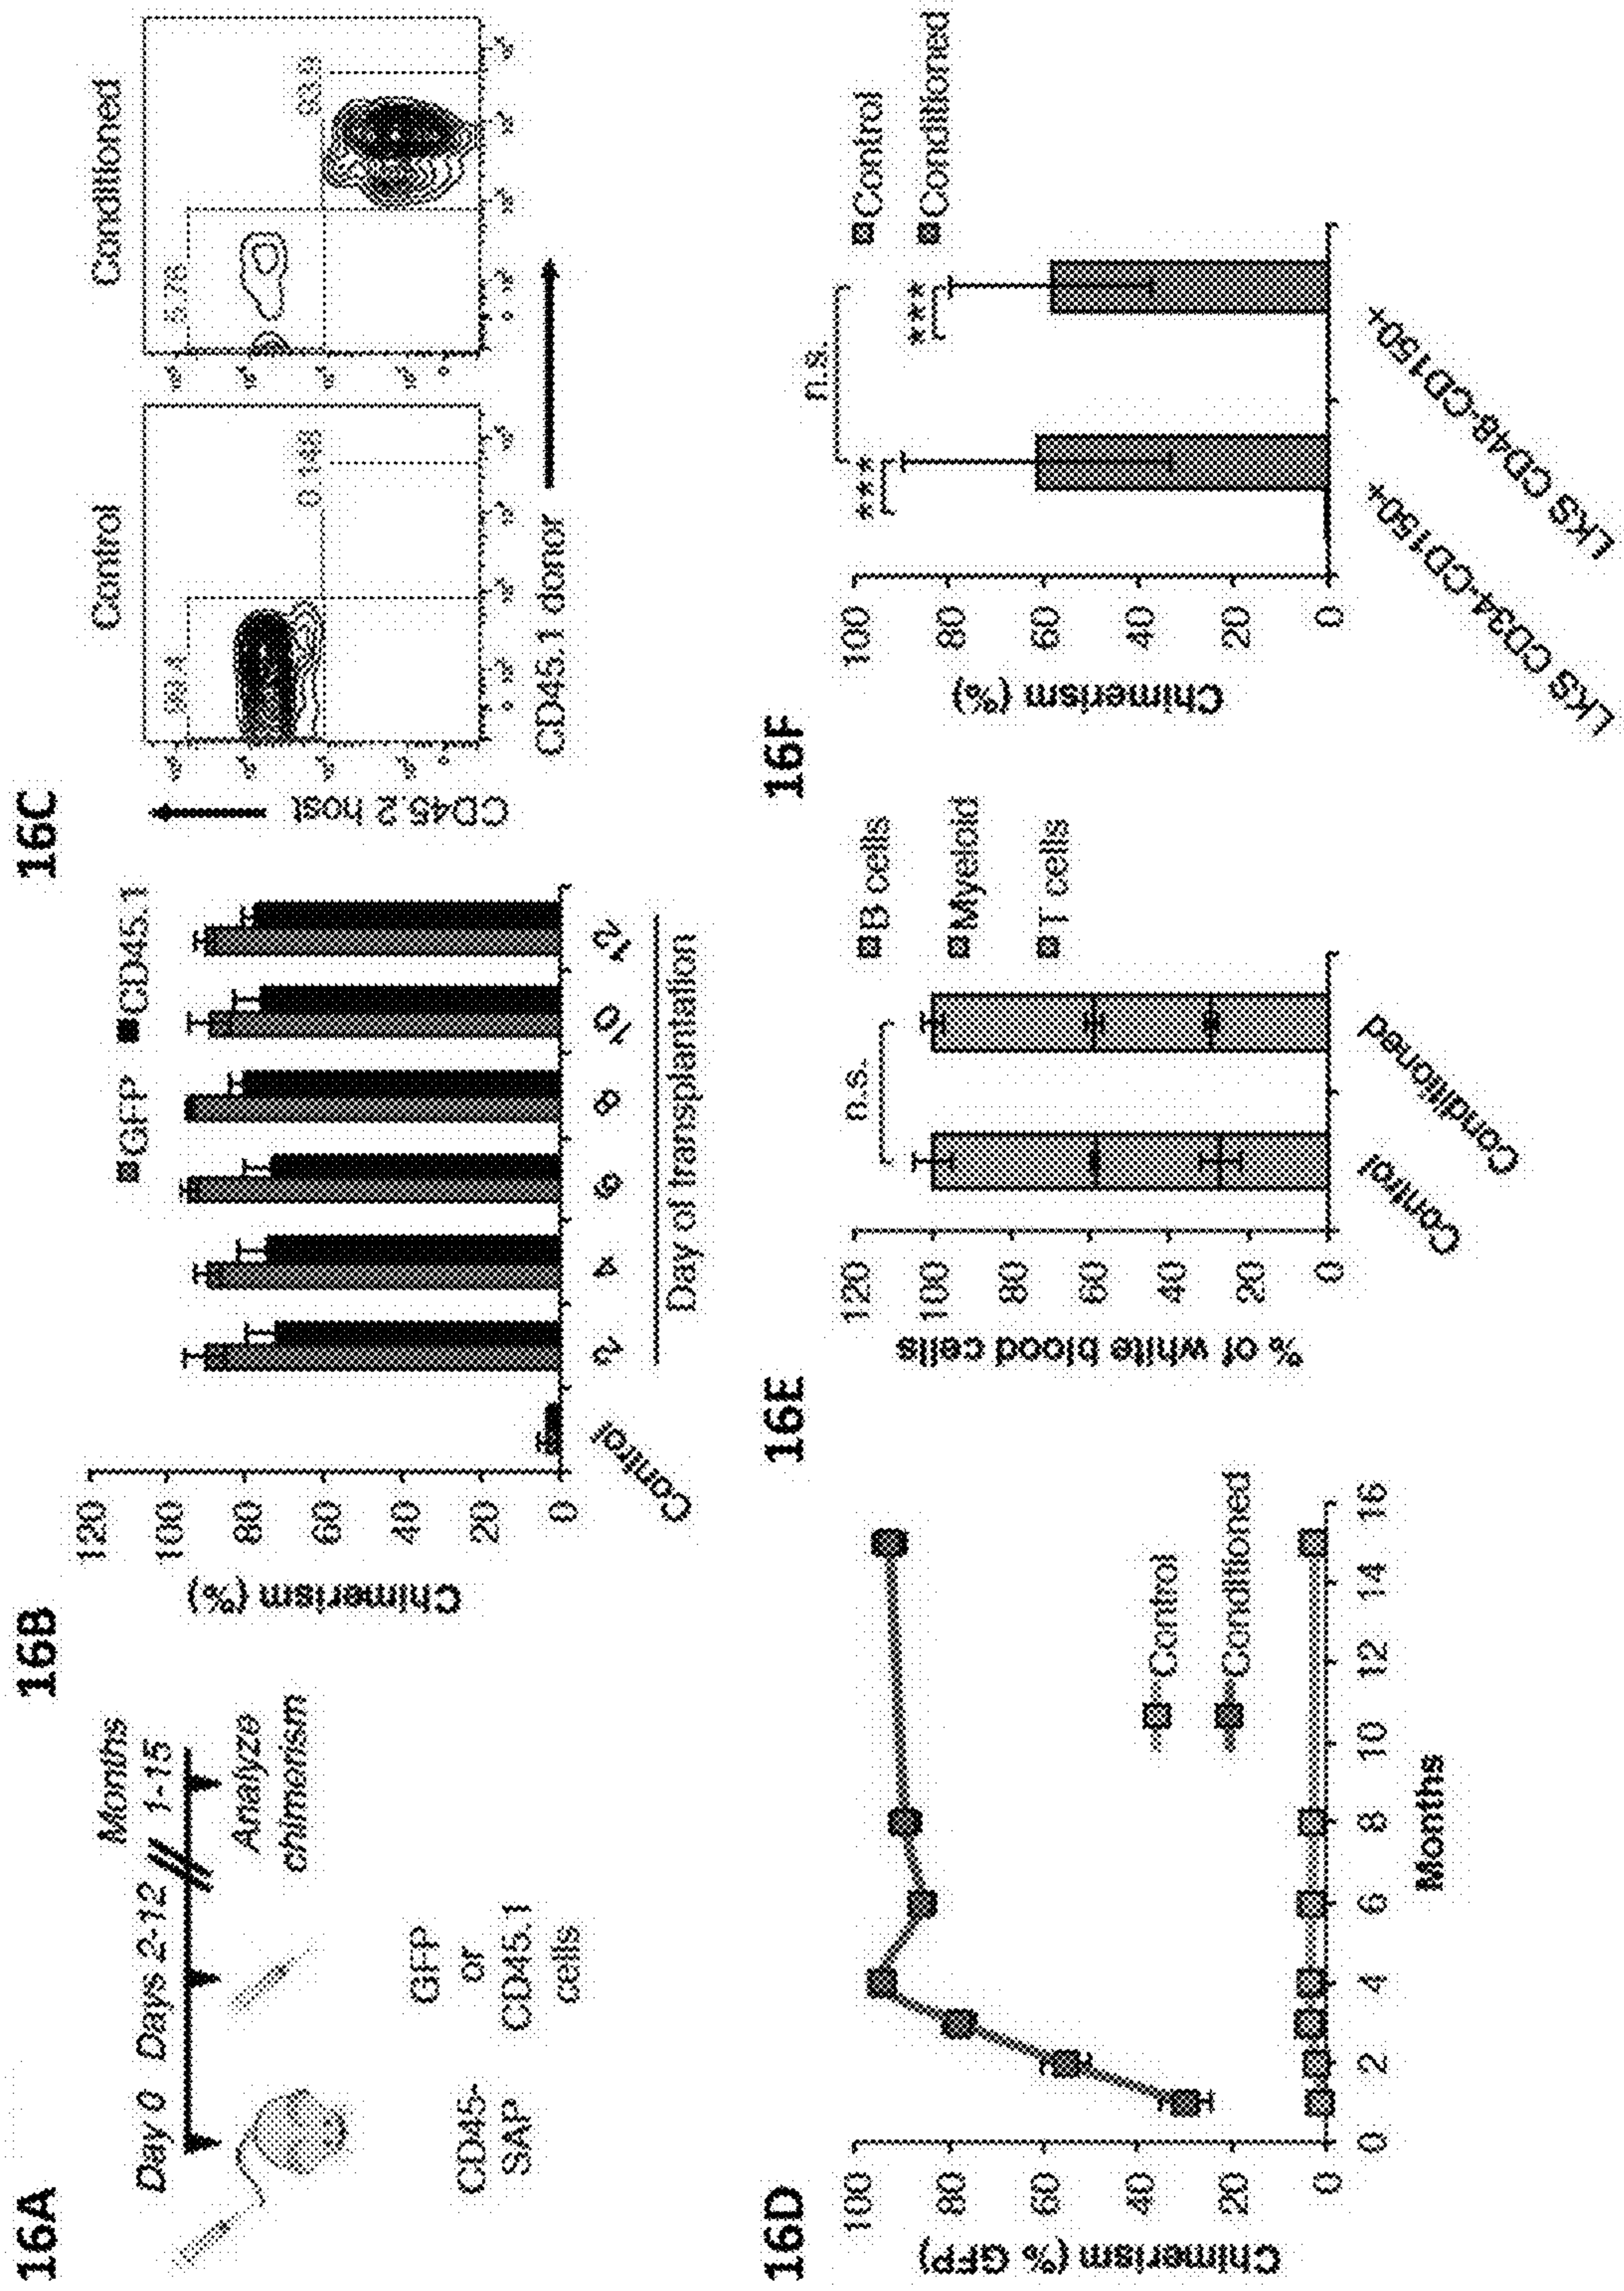 16A
Months
Day 0 Days 2-12 1-15
Analyze
chimerism
CD45-
SAP
GFP
or
CD45.1
cells
16B
GFP CD45.1
Chimerism (%)
120
100
80
60
40
20
0
Control 2 4 6 8 10 12
Day of transplantation
16C
Control
Conditioned
0.148
5.78
CD45.2 host
CD45.1 donor
16D
Chimerism (% GFP)
100
80
60
40
20
0
Control
Conditioned
0 2 4 6 8 10 12 14 16
Months
16E
% of white blood cells
120
100
80
60
40
20
0
n.s.
B cells
Myeloid
T cells
Control
Conditioned
16F
Chimerism (%)
100
80
60
40
20
0
n.s.
****
***
Control
Conditioned
LKS CD34-CD150+
LKS CD48-CD150+